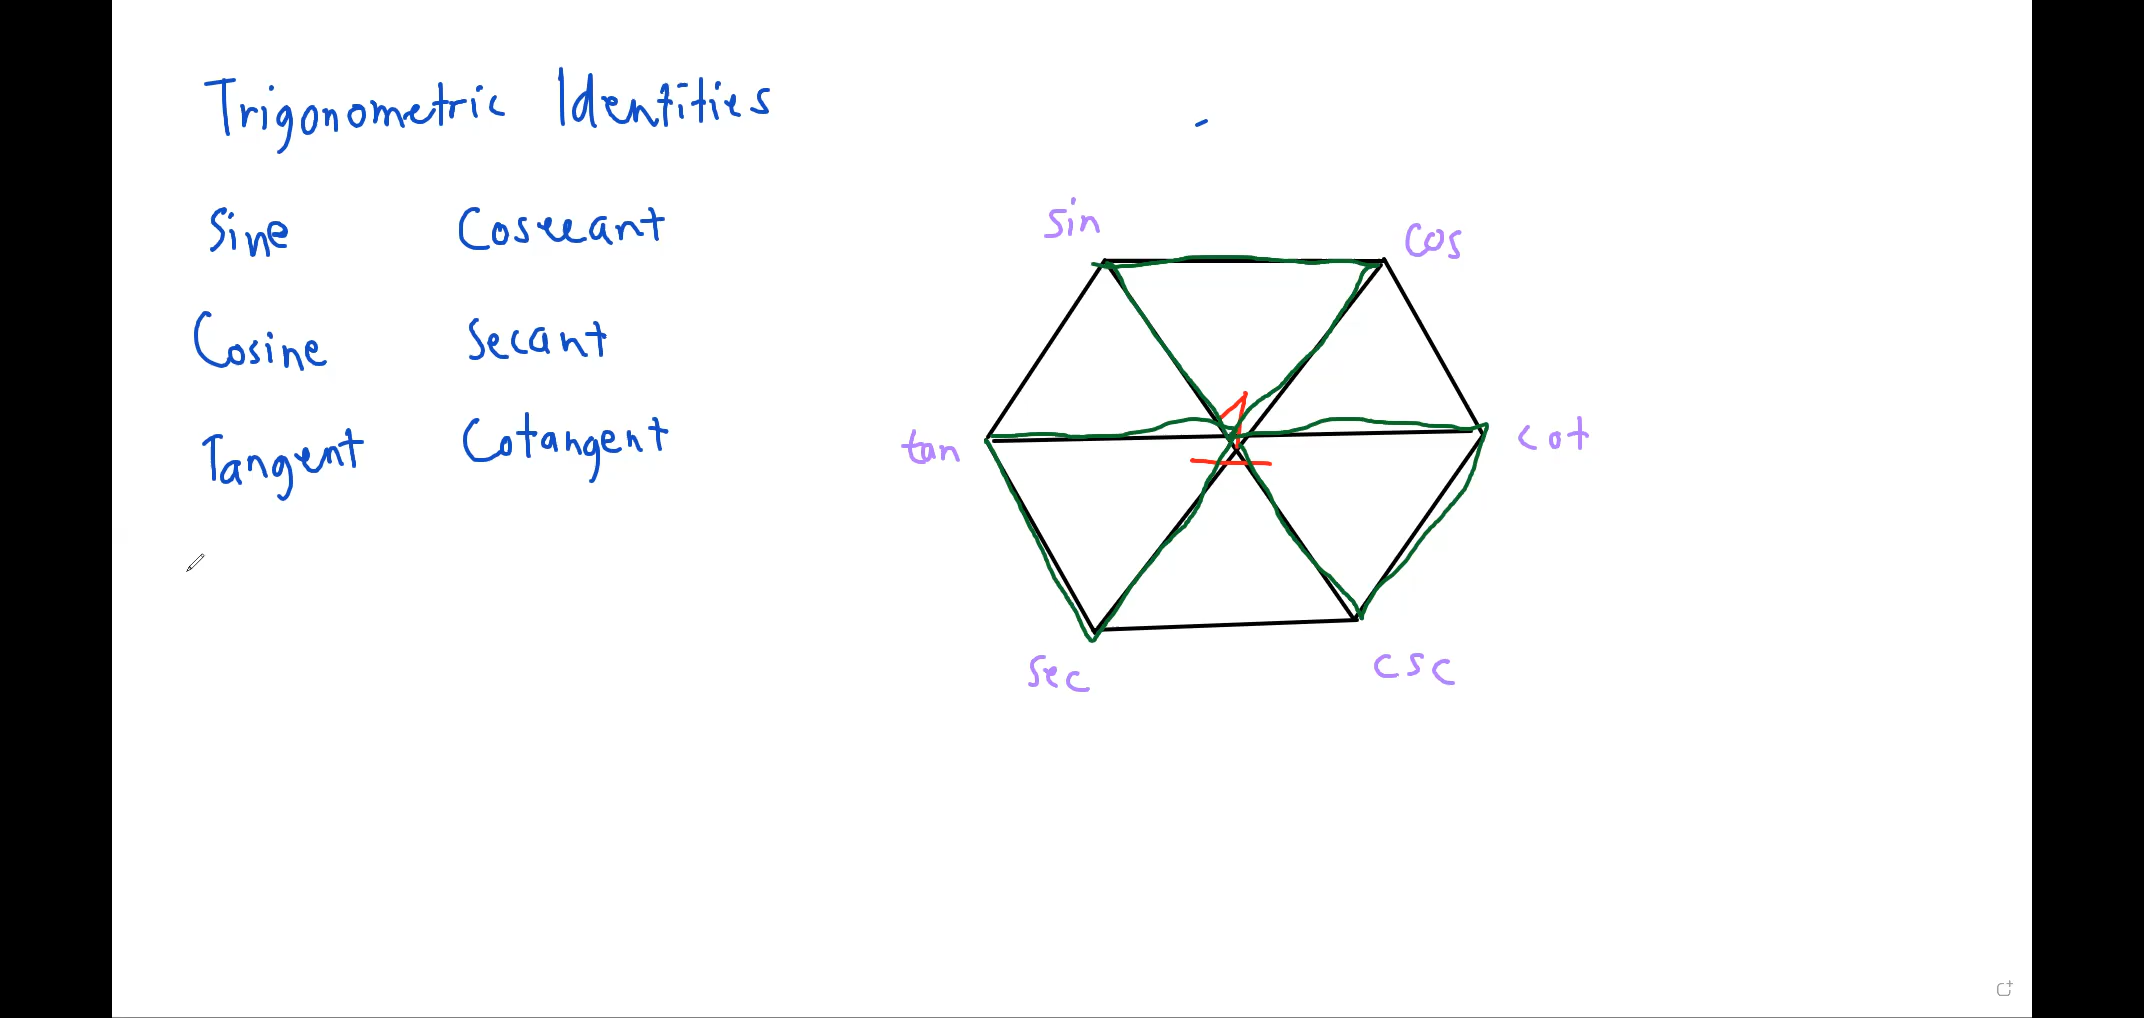 Trigonometric Identities
Sine Cosecant
Cosine Secant
Tangent Cotangent
sin cos
1
tan cot
sec csc